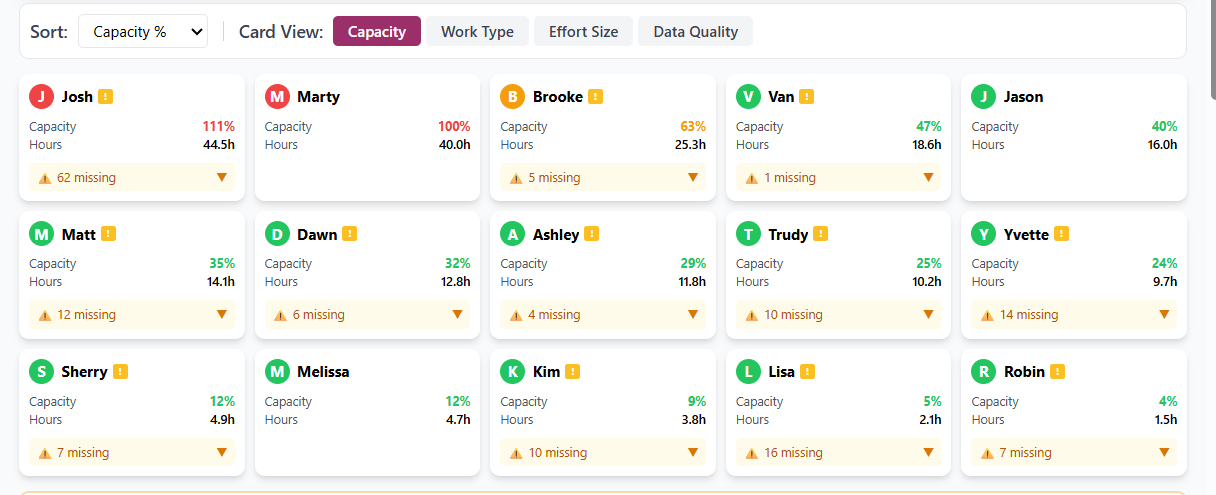 Sort: Capacity % Card View: Capacity Work Type Effort Size Data Quality
J Josh !
Capacity 111%
Hours 44.5h
62 missing
M Marty
Capacity 100%
Hours 40.0h
B Brooke !
Capacity 63%
Hours 25.3h
5 missing
V Van !
Capacity 47%
Hours 18.6h
1 missing
J Jason
Capacity 40%
Hours 16.0h
M Matt !
Capacity 35%
Hours 14.1h
12 missing
D Dawn !
Capacity 32%
Hours 12.8h
6 missing
A Ashley !
Capacity 29%
Hours 11.8h
4 missing
T Trudy !
Capacity 25%
Hours 10.2h
10 missing
Y Yvette !
Capacity 24%
Hours 9.7h
14 missing
S Sherry !
Capacity 12%
Hours 4.9h
7 missing
M Melissa
Capacity 12%
Hours 4.7h
K Kim !
Capacity 9%
Hours 3.8h
10 missing
L Lisa !
Capacity 5%
Hours 2.1h
16 missing
R Robin !
Capacity 4%
Hours 1.5h
7 missing